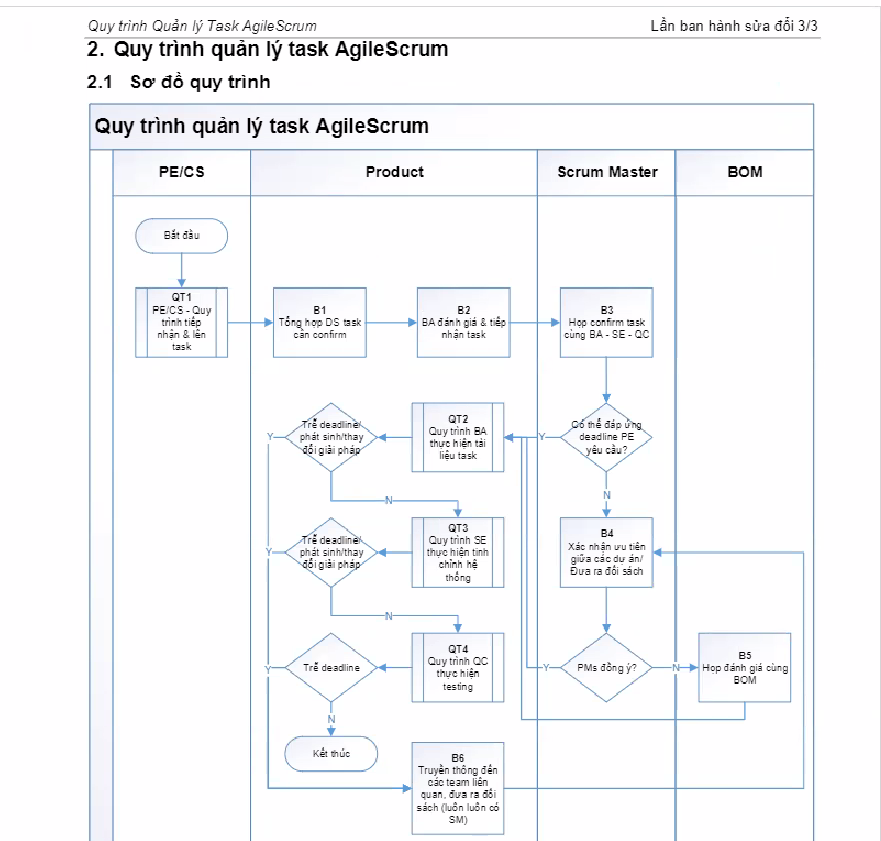 Quy trình Quản lý Task AgileScrum
Lần ban hành sửa đổi 3/3
2. Quy trình quản lý task AgileScrum
2.1 Sơ đồ quy trình
Quy trình quản lý task AgileScrum
PE/CS
Product
Scrum Master
BOM
Bắt đầu
QT1
PE/CS - Quy
trình tiếp
nhận & lên
task
B1
Tổng hợp DS task
cần confirm
B2
BA đánh giá & tiếp
nhận task
B3
Họp confirm task
cùng BA - SE - QC
Trễ deadline/
phát sinh/thay
đổi giải pháp
Y
N
QT2
Quy trình BA
thực hiện tài
liệu task
Y
Có thể đáp ứng
deadline PE
yêu cầu?
N
Trễ deadline/
phát sinh/thay
đổi giải pháp
Y
N
QT3
Quy trình SE
thực hiện tinh
chỉnh hệ
thống
B4
Xác nhận ưu tiên
giữa các dự án/
Đưa ra đối sách
Y
Trễ deadline
N
QT4
Quy trình QC
thực hiện
testing
Y
PMs đồng ý?
N
B5
Họp đánh giá cùng
BOM
Kết thúc
B6
Truyền thông đến
các team liên
quan, đưa ra đối
sách (luôn luôn có
SM)